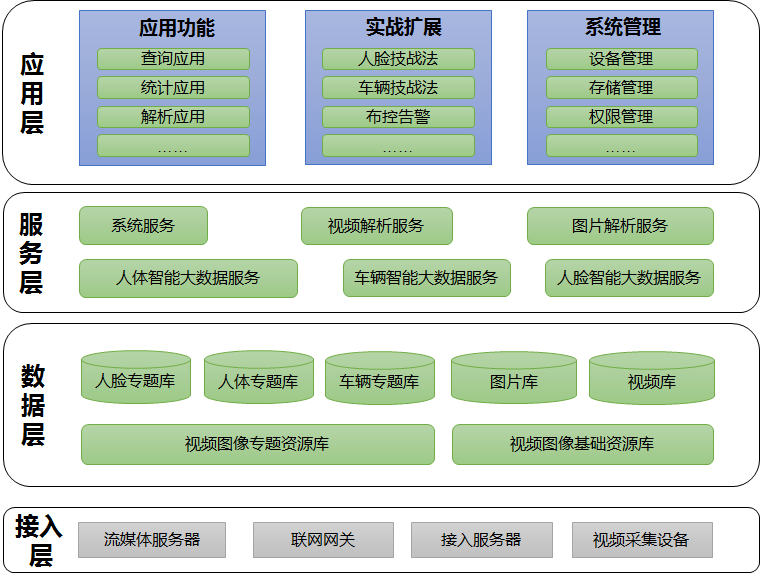 应用层
应用功能
查询应用
统计应用
解析应用
……
实战扩展
人脸技战法
车辆技战法
布控告警
……
系统管理
设备管理
存储管理
权限管理
……
服务层
系统服务
视频解析服务
图片解析服务
人体智能大数据服务
车辆智能大数据服务
人脸智能大数据服务
数据层
人脸专题库
人体专题库
车辆专题库
图片库
视频库
视频图像专题资源库
视频图像基础资源库
接入层
流媒体服务器
联网网关
接入服务器
视频采集设备